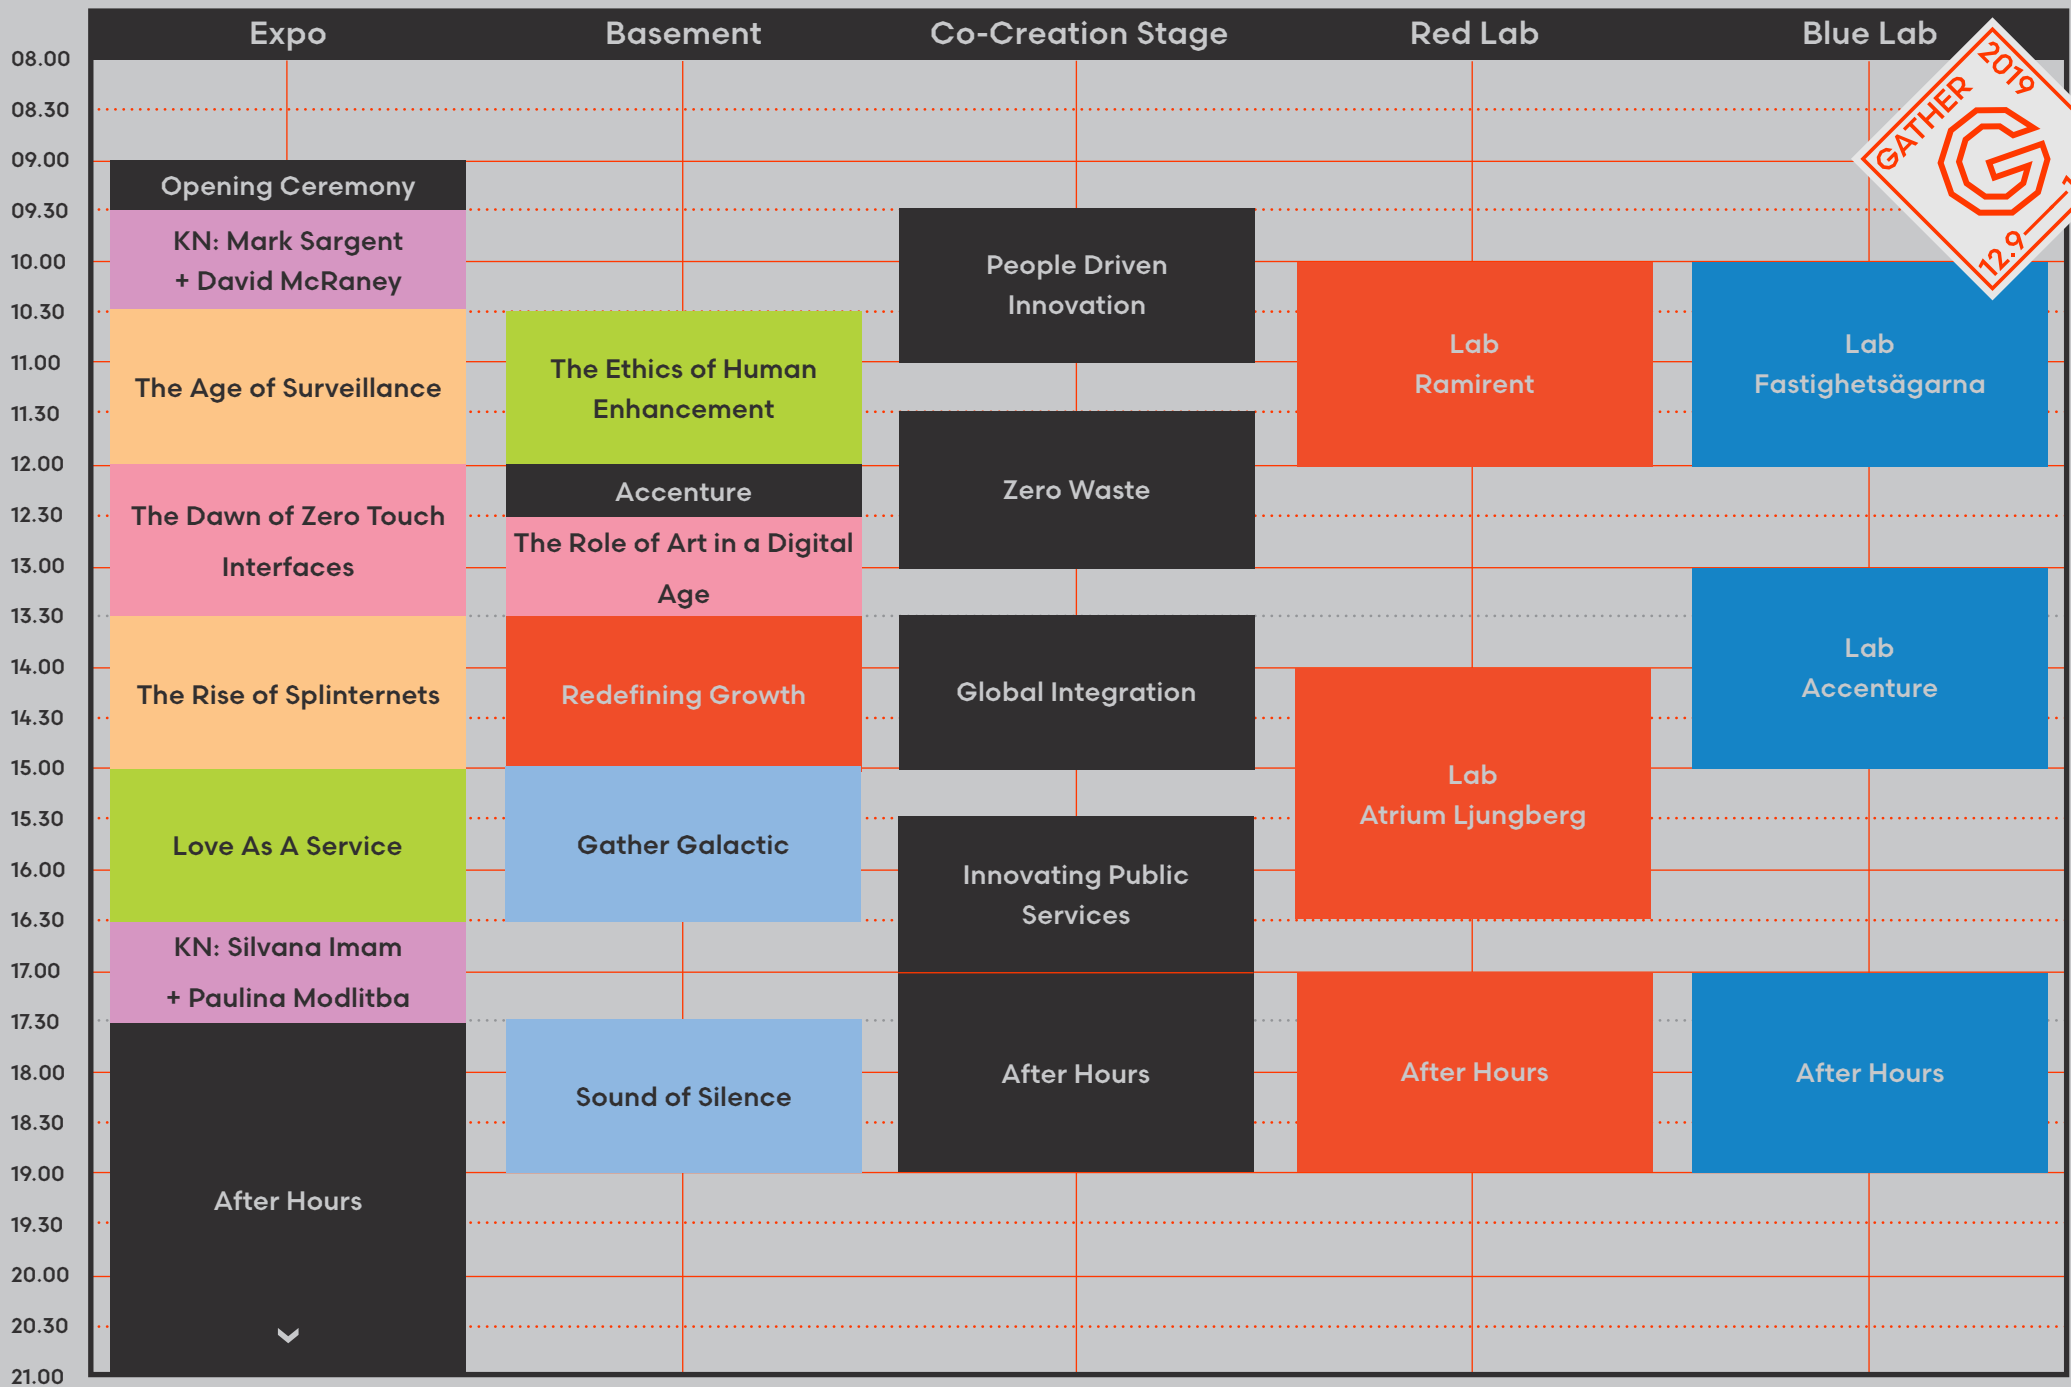 Expo
Basement
Co-Creation Stage
Red Lab
Blue Lab
GATHER
2019
G
12.9
08.00
08.30
09.00
09.30
10.00
10.30
11.00
11.30
12.00
12.30
13.00
13.30
14.00
14.30
15.00
15.30
16.00
16.30
17.00
17.30
18.00
18.30
19.00
19.30
20.00
20.30
21.00
Opening Ceremony
KN: Mark Sargent
+ David McRaney
The Age of Surveillance
The Dawn of Zero Touch
Interfaces
The Rise of Splinternets
Love As A Service
KN: Silvana Imam
+ Paulina Modlitba
After Hours
The Ethics of Human
Enhancement
Accenture
The Role of Art in a Digital
Age
Redefining Growth
Gather Galactic
Sound of Silence
People Driven
Innovation
Zero Waste
Global Integration
Innovating Public
Services
After Hours
Lab
Ramirent
Lab
Atrium Ljungberg
After Hours
Lab
Fastighetsägarna
Lab
Accenture
After Hours